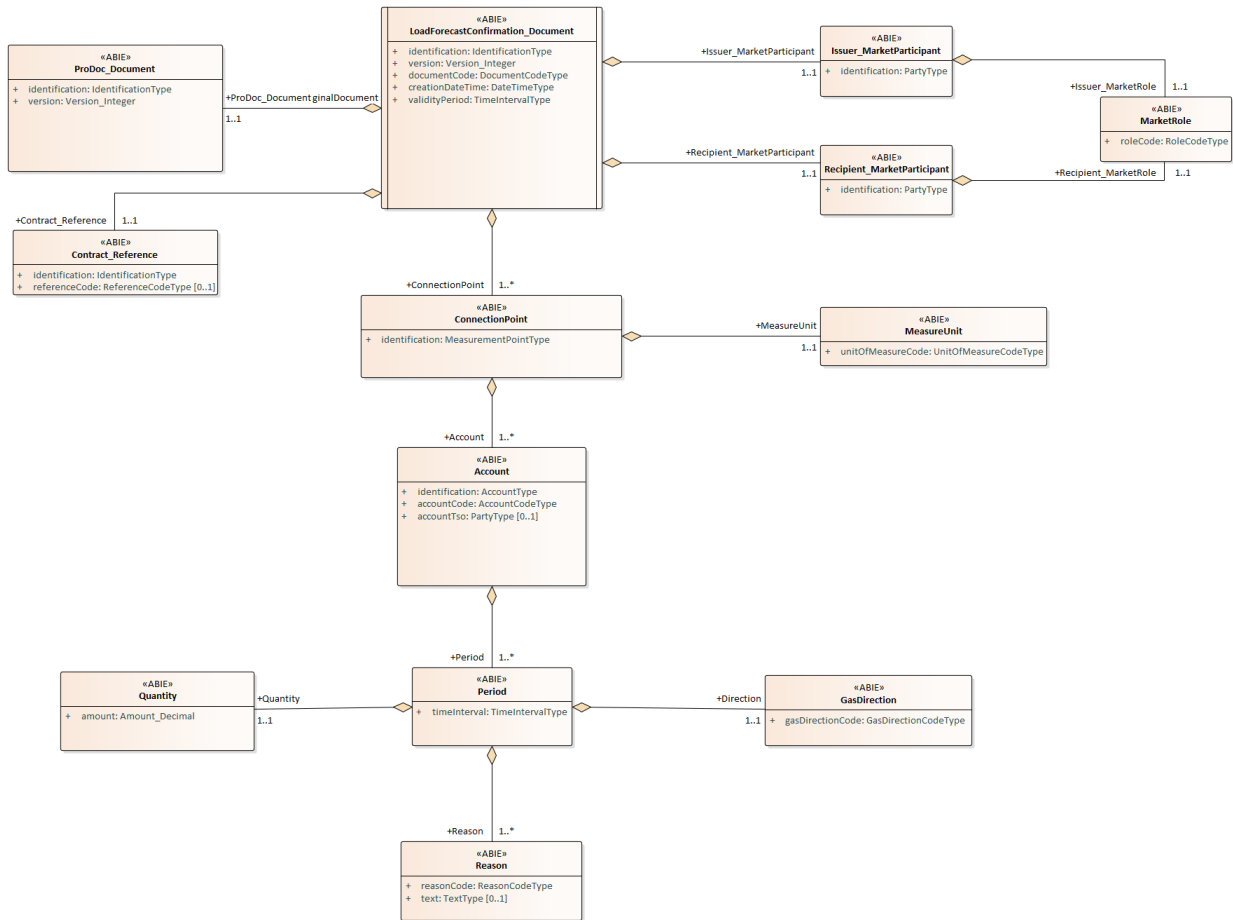 «ABIE»
LoadForecastConfirmation_Document
+ identification: IdentificationType
+ version: Version_Integer
+ documentCode: DocumentCodeType
+ creationDateTime: DateTimeType
+ validityPeriod: TimeIntervalType
«ABIE»
ProDoc_Document
+ identification: IdentificationType
+ version: Version_Integer
+ProDoc_Document ginalDocument
1..1
+Issuer_MarketParticipant
1..1
«ABIE»
Issuer_MarketParticipant
+ identification: PartyType
+Issuer_MarketRole 1..1
«ABIE»
MarketRole
+ roleCode: RoleCodeType
+Recipient_MarketRole 1..1
+Recipient_MarketParticipant
1..1
«ABIE»
Recipient_MarketParticipant
+ identification: PartyType
+Contract_Reference 1..1
«ABIE»
Contract_Reference
+ identification: IdentificationType
+ referenceCode: ReferenceCodeType [0..1]
+ConnectionPoint 1..*
«ABIE»
ConnectionPoint
+ identification: MeasurementPointType
+MeasureUnit
1..1
«ABIE»
MeasureUnit
+ unitOfMeasureCode: UnitOfMeasureCodeType
+Account 1..*
«ABIE»
Account
+ identification: AccountType
+ accountCode: AccountCodeType
+ accountTso: PartyType [0..1]
+Period 1..*
«ABIE»
Period
+ timeInterval: TimeIntervalType
«ABIE»
Quantity
+ amount: Amount_Decimal
+Quantity
1..1
+Direction
1..1
«ABIE»
GasDirection
+ gasDirectionCode: GasDirectionCodeType
+Reason 1..*
«ABIE»
Reason
+ reasonCode: ReasonCodeType
+ text: TextType [0..1]